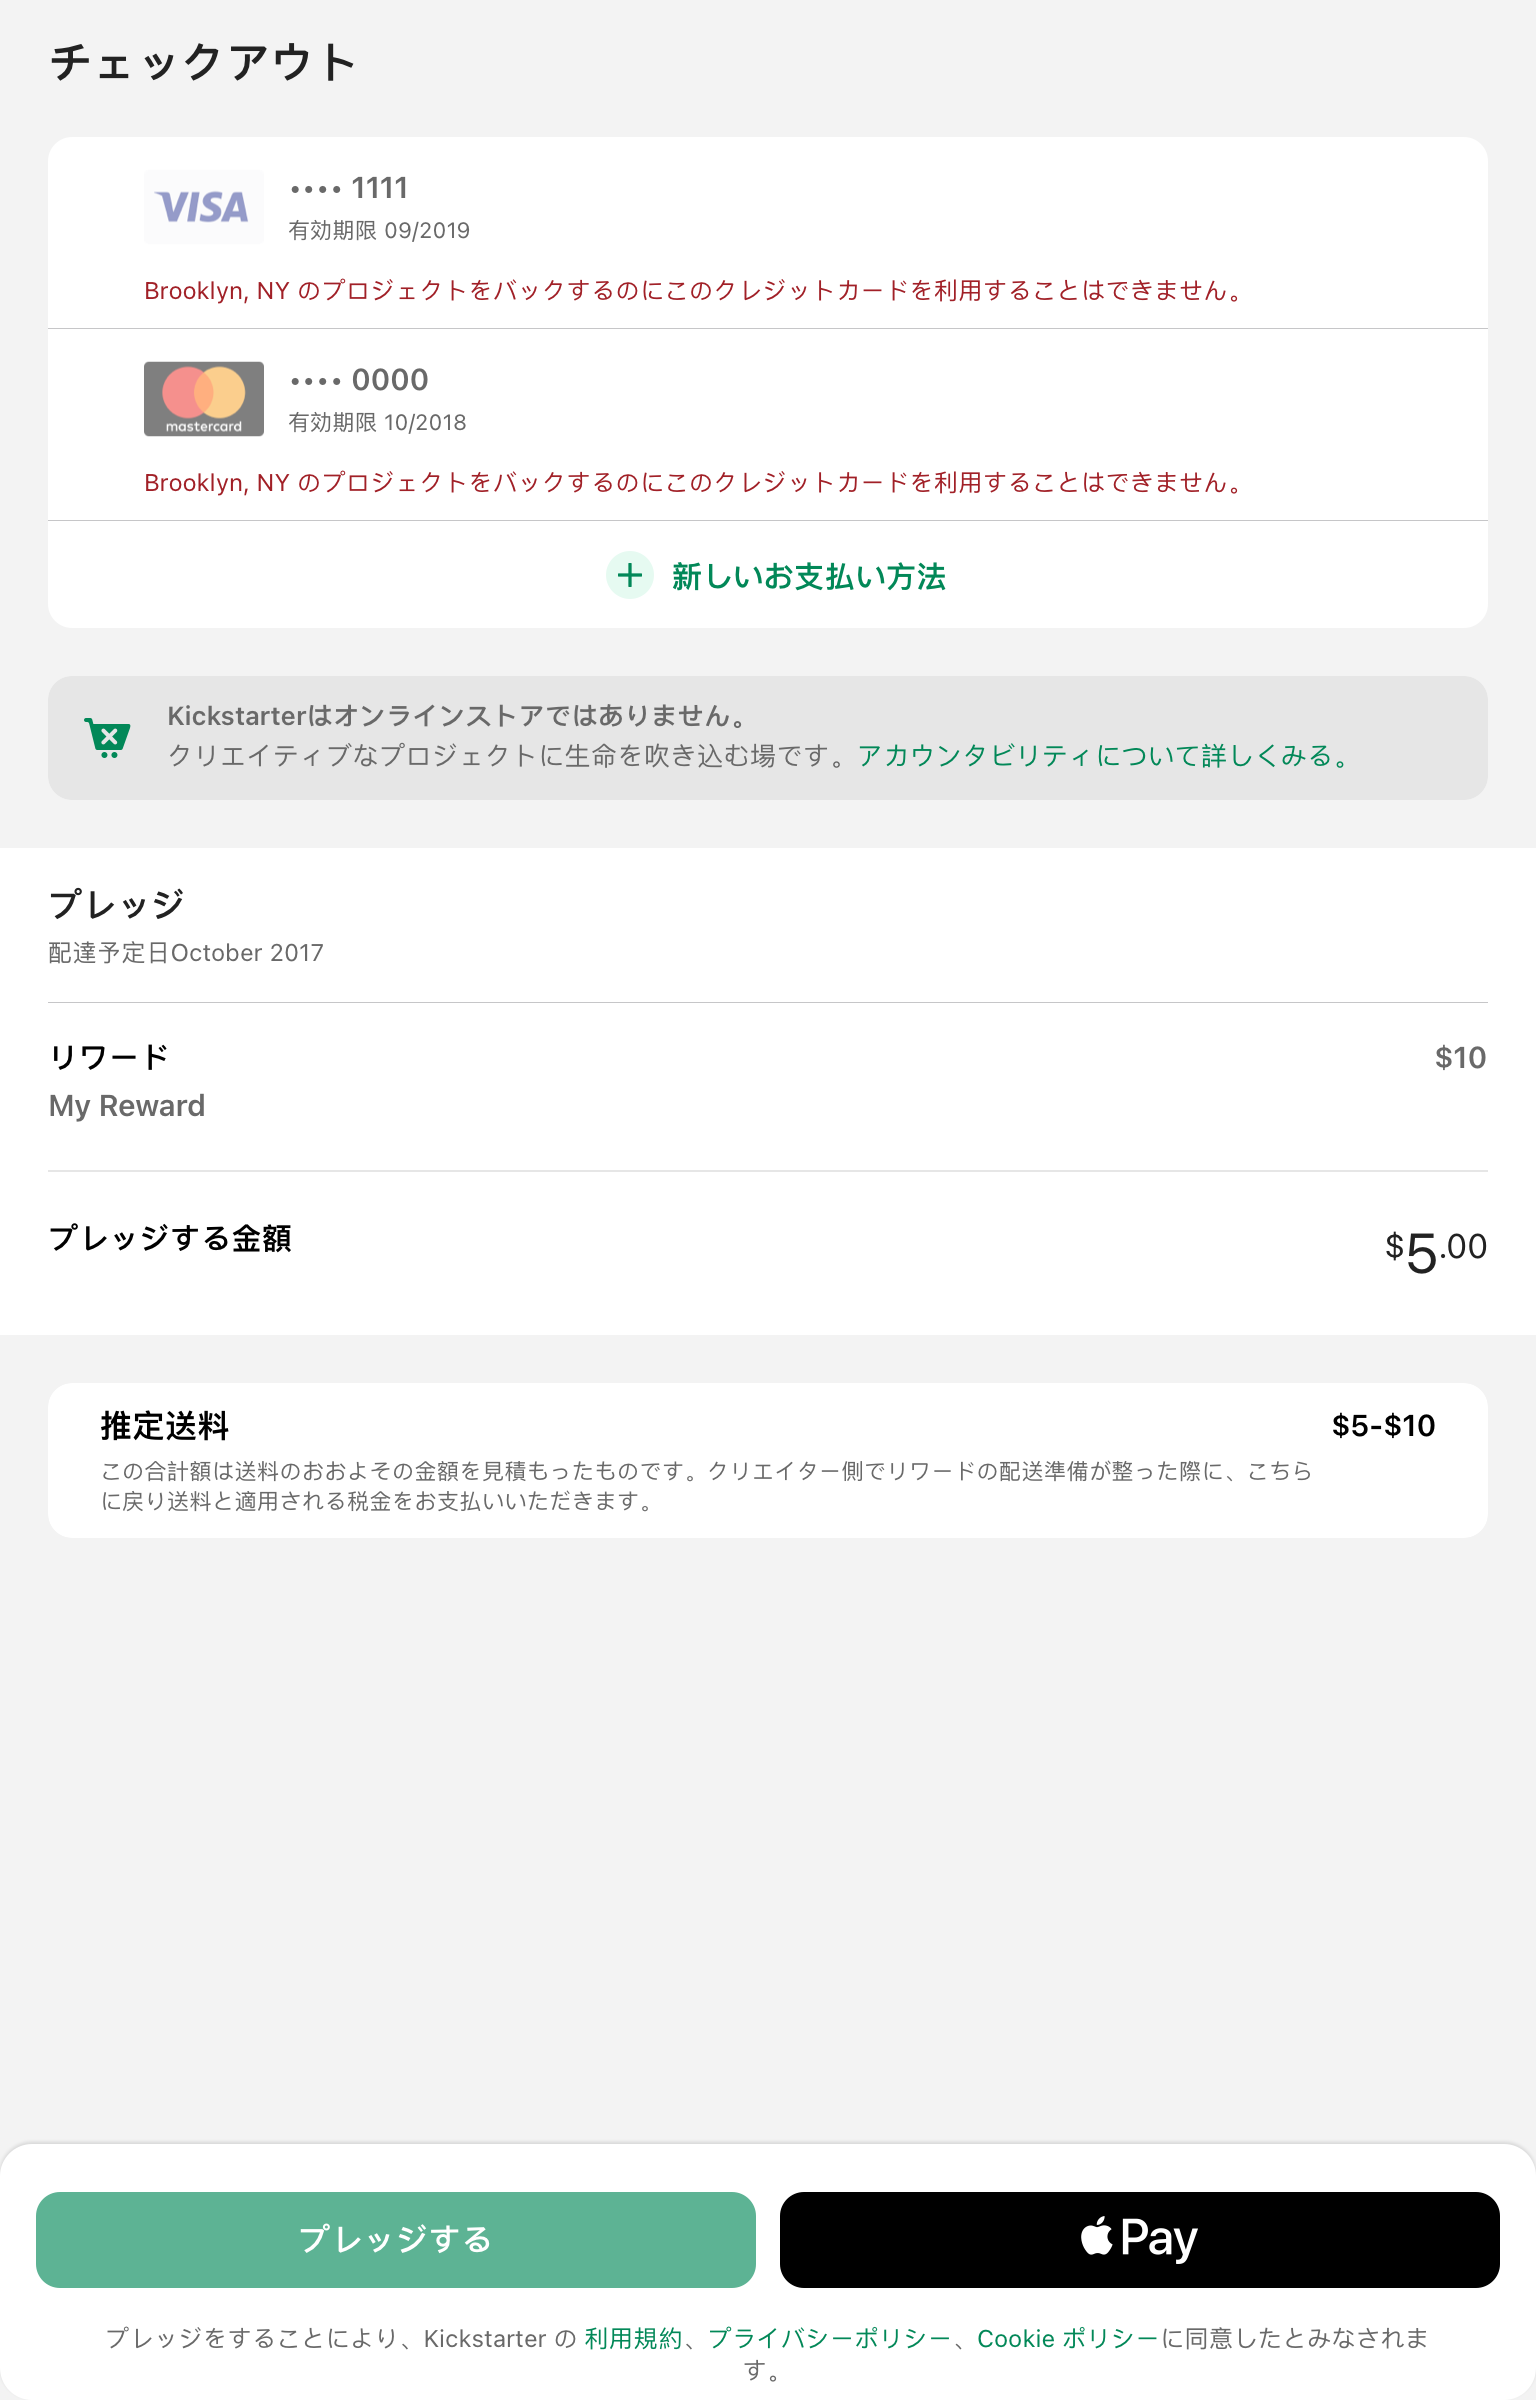 チェックアウト
VISA
•••• 1111
有効期限 09/2019
Brooklyn, NY のプロジェクトをバックするのにこのクレジットカードを利用することはできません。
mastercard
•••• 0000
有効期限 10/2018
Brooklyn, NY のプロジェクトをバックするのにこのクレジットカードを利用することはできません。
新しいお支払い方法
Kickstarterはオンラインストアではありません。
クリエイティブなプロジェクトに生命を吹き込む場です。アカウンタビリティについて詳しくみる。
プレッジ
配達予定日October 2017
リワード $10
My Reward
プレッジする金額 $5.00
推定送料 $5-$10
この合計額は送料のおおよその金額を見積もったものです。クリエイター側でリワードの配送準備が整った際に、こちら
に戻り送料と適用される税金をお支払いいただきます。
プレッジする
Pay
プレッジをすることにより、Kickstarter の 利用規約、プライバシーポリシー、Cookie ポリシーに同意したとみなされま
す。